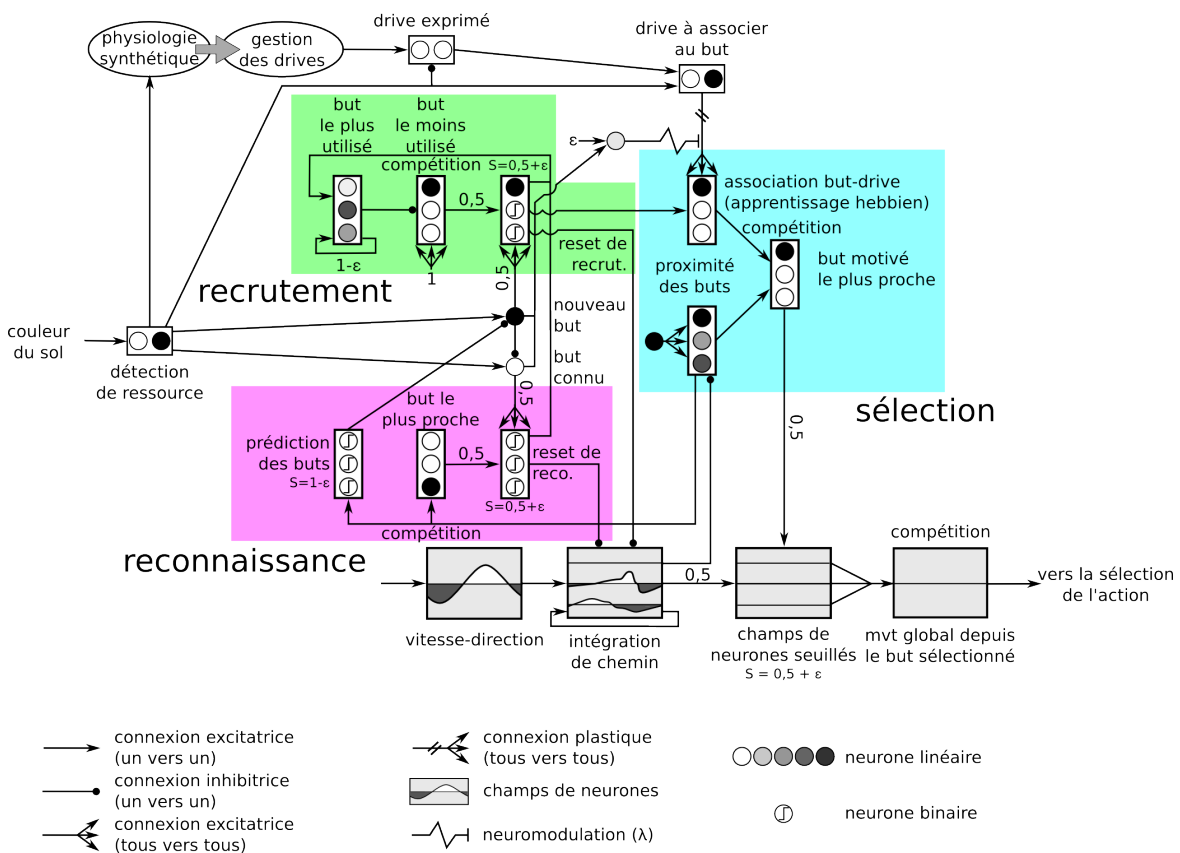 drive exprimé
drive à associer
au but
physiologie
synthétique
gestion
des drives
but
le plus
utilisé
but
le moins
utilisé
compétition
S=0,5+ε
ε
0,5
1-ε
1
reset de
recrut.
recrutement
association but-drive
(apprentissage hebbien)
compétition
proximité
des buts
but motivé
le plus proche
sélection
0,5
nouveau
but
but
connu
0,5
couleur
du sol
détection
de ressource
but le
plus proche
prédiction
des buts
S=1-ε
0,5
reset de
reco.
S=0,5+ε
compétition
reconnaissance
0,5
0,5
compétition
vers la sélection
de l'action
vitesse-direction
intégration
de chemin
champs de
neurones seuillés
S = 0,5 + ε
mvt global depuis
le but sélectionné
connexion excitatrice
(un vers un)
connexion inhibitrice
(un vers un)
connexion excitatrice
(tous vers tous)
connexion plastique
(tous vers tous)
champs de neurones
neuromodulation (λ)
neurone linéaire
neurone binaire